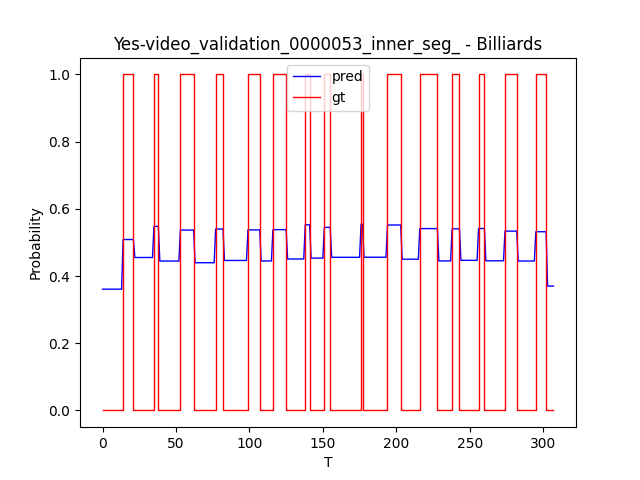 Yes-video_validation_0000053_inner_seg_ - Billiards
pred
gt
1.0
0.8
0.6
0.4
0.2
0.0
Probability
0 50 100 150 200 250 300
T